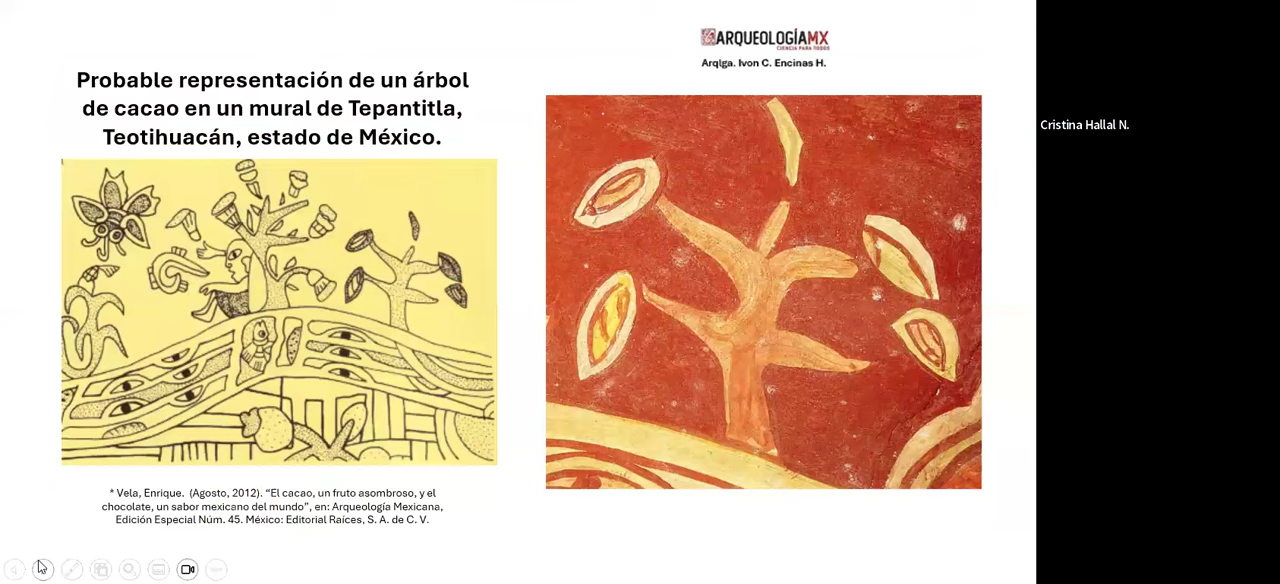 ARQUEOLOGÍAMX
CIENCIA PARA TODOS
Arqlga. Ivon C. Encinas H.
Probable representación de un árbol
de cacao en un mural de Tepantitla,
Teotihuacán, estado de México.
Cristina Hallal N.
* Vela, Enrique. (Agosto, 2012). “El cacao, un fruto asombroso, y el
chocolate, un sabor mexicano del mundo”, en: Arqueología Mexicana,
Edición Especial Núm. 45. México: Editorial Raíces, S. A. de C. V.